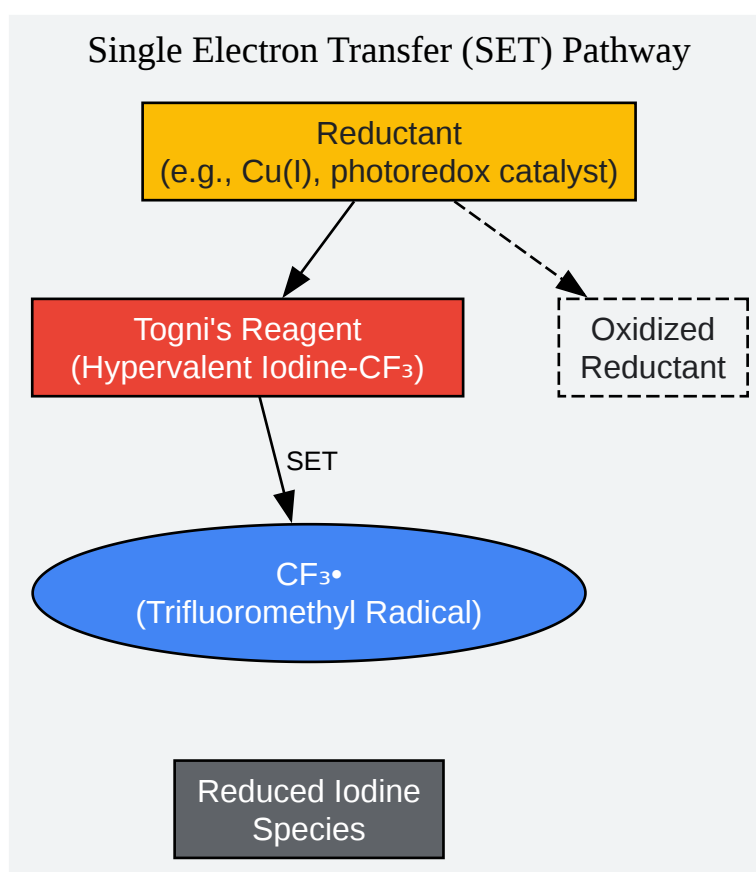 Single Electron Transfer (SET) Pathway
Reductant
(e.g., Cu(I), photoredox catalyst)
Togni's Reagent
(Hypervalent Iodine-CF₃)
Oxidized
Reductant
SET
CF₃•
(Trifluoromethyl Radical)
Reduced Iodine
Species